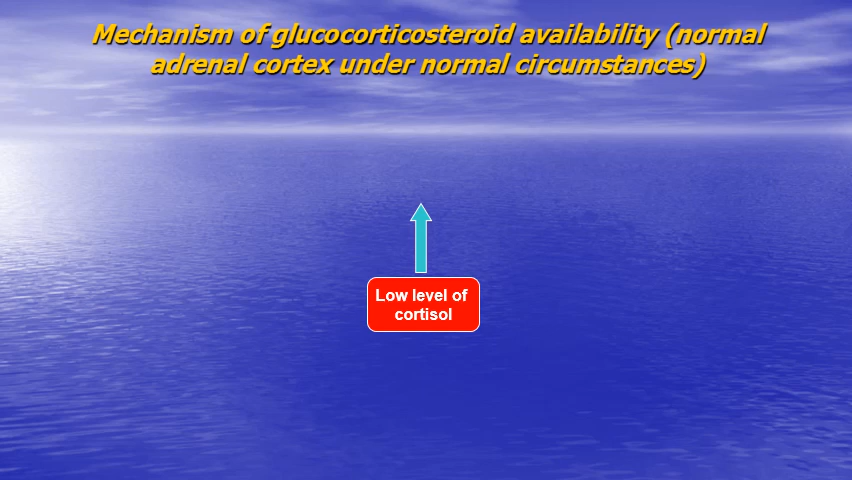 Mechanism of glucocorticosteroid availability (normal
adrenal cortex under normal circumstances)
Low level of
cortisol